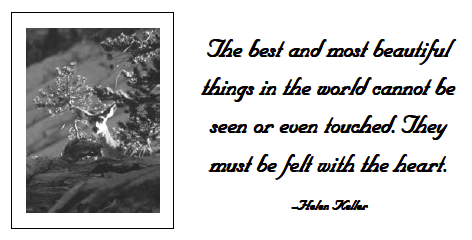 The best and most beautiful
things in the world cannot be
seen or even touched. They
must be felt with the heart.
–Helen Keller